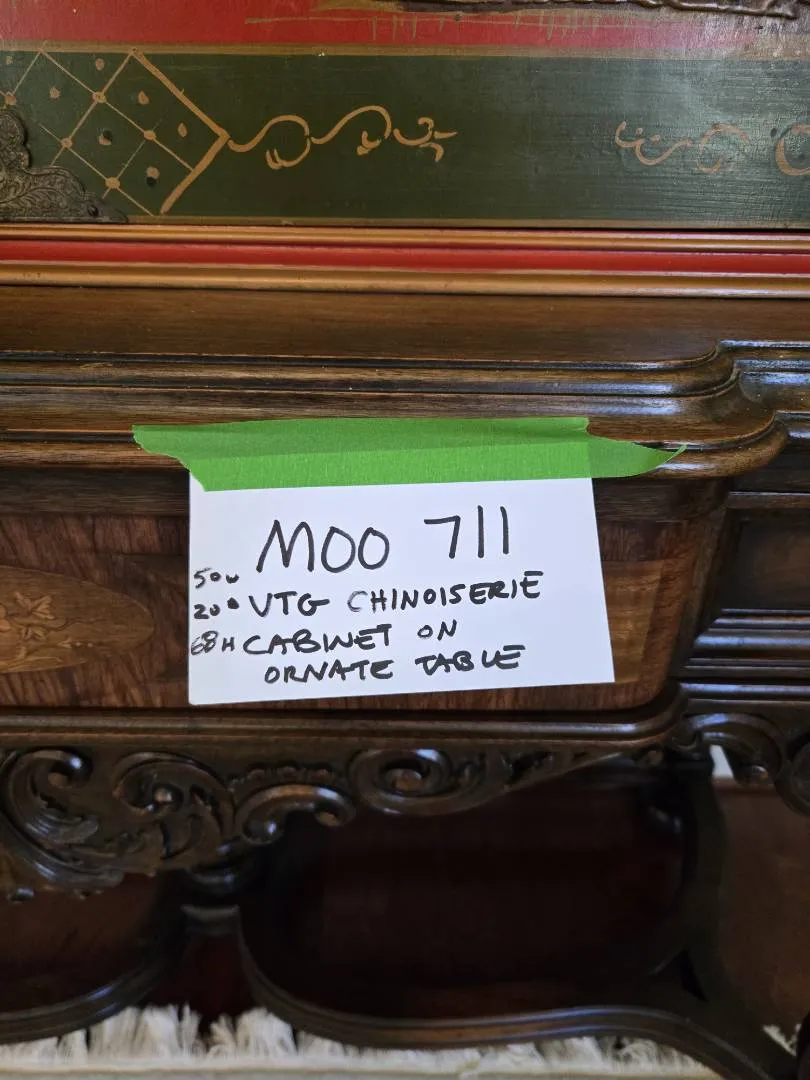 MOO 711
50W
VTG CHINOISERIE
20D
CABINET ON
68H
ORNATE TABLE